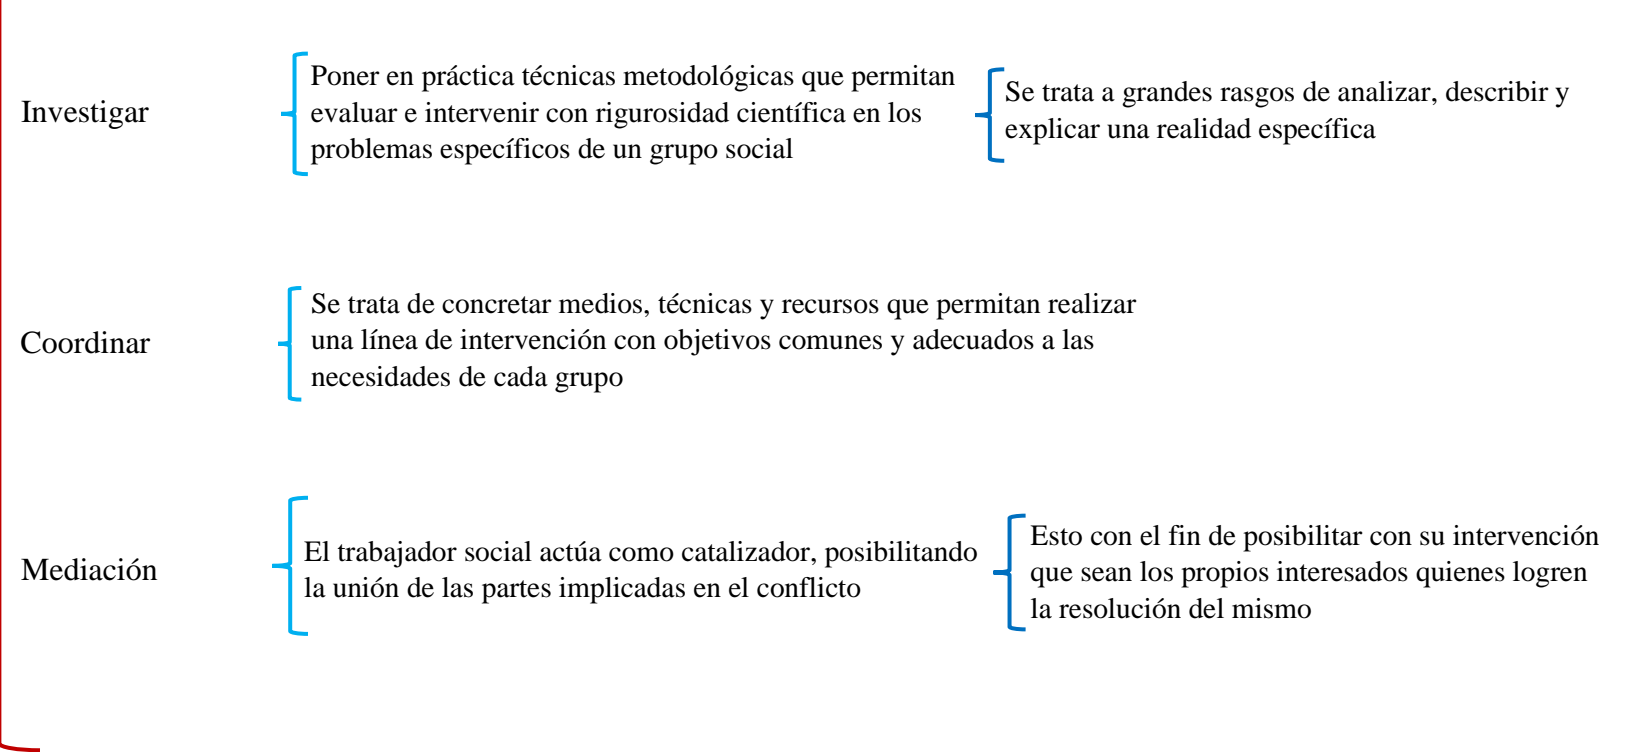 Investigar
Poner en práctica técnicas metodológicas que permitan
evaluar e intervenir con rigurosidad científica en los
problemas específicos de un grupo social
Se trata a grandes rasgos de analizar, describir y
explicar una realidad específica
Coordinar
Se trata de concretar medios, técnicas y recursos que permitan realizar
una línea de intervención con objetivos comunes y adecuados a las
necesidades de cada grupo
Mediación
El trabajador social actúa como catalizador, posibilitando
la unión de las partes implicadas en el conflicto
Esto con el fin de posibilitar con su intervención
que sean los propios interesados quienes logren
la resolución del mismo